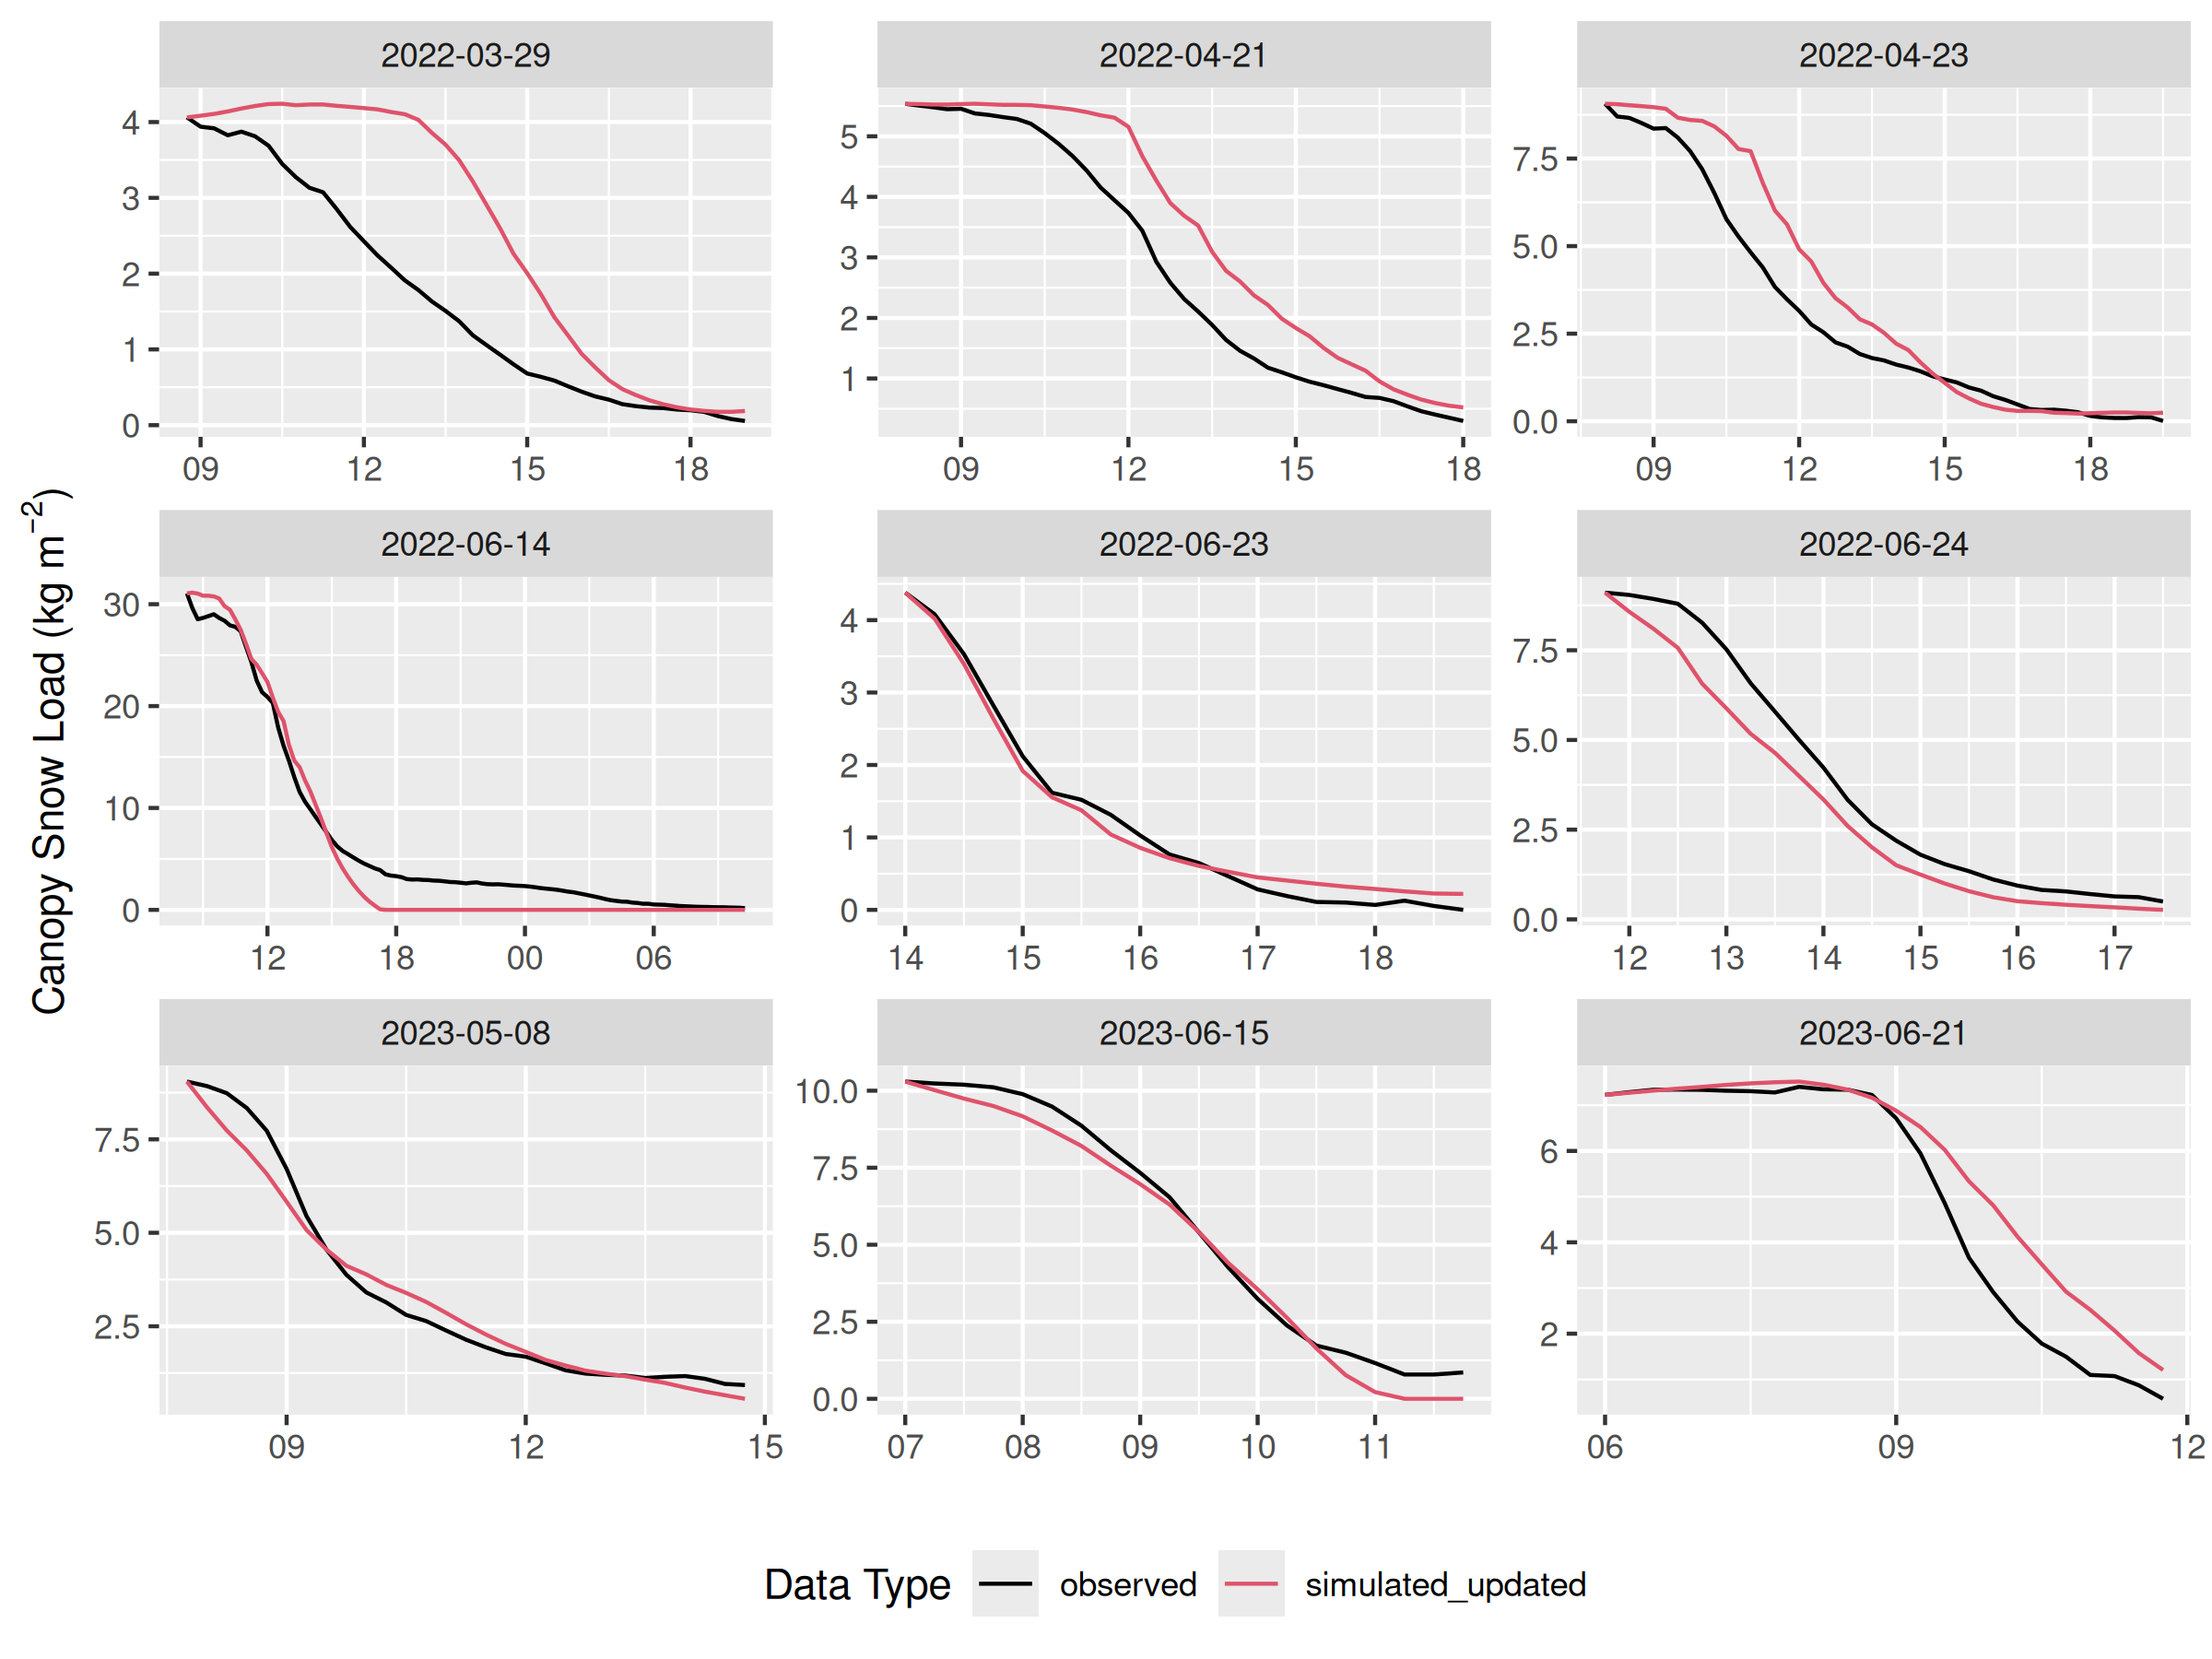 2022-03-29 2022-04-21 2022-04-23
4 3 2 1 0
5 4 3 2 1
7.5 5.0 2.5 0.0
09 12 15 18
09 12 15 18
09 12 15 18
Canopy Snow Load (kg m⁻²)
2022-06-14 2022-06-23 2022-06-24
30 20 10 0
4 3 2 1 0
7.5 5.0 2.5 0.0
12 18 00 06
14 15 16 17 18
12 13 14 15 16 17
2023-05-08 2023-06-15 2023-06-21
7.5 5.0 2.5
10.0 7.5 5.0 2.5 0.0
6 4 2
09 12 15
07 08 09 10 11
06 09 12
Data Type observed simulated_updated